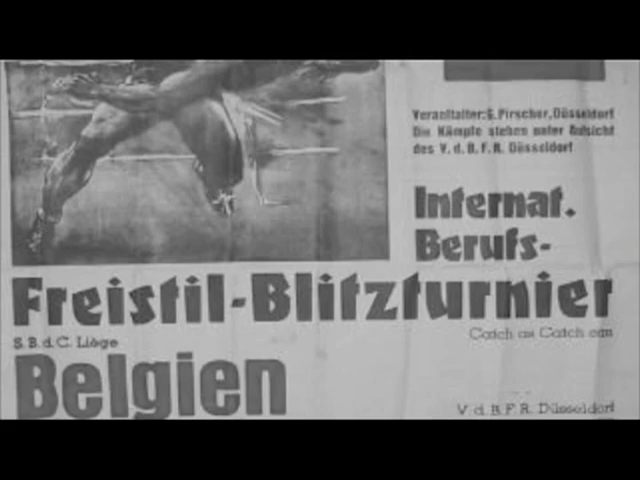 Veranstalter: G. Pirscher, Düsseldorf
Die Kämpfe stehen unter Aufsicht
des V. d. B. F. R. Düsseldorf
Internat.
Berufs-
Freistil-Blitzturnier
S. B. d. C. Liège
Catch as Catch can
Belgien
V. d. B. F. R. Düsseldorf